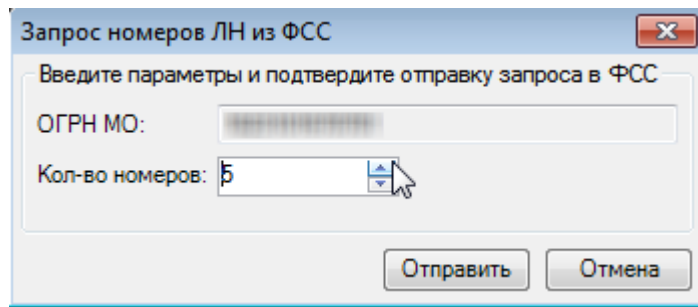 Запрос номеров ЛН из ФСС
Введите параметры и подтвердите отправку запроса в ФСС
ОГРН МО:
Кол-во номеров: 5
Отправить Отмена